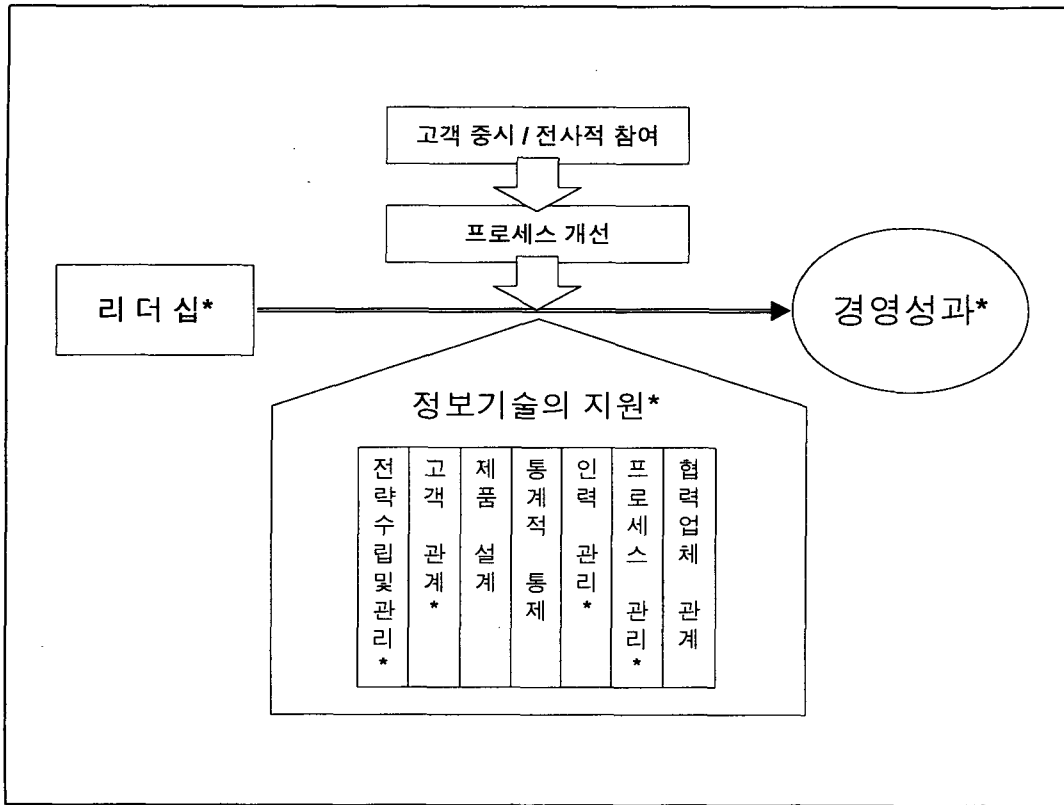 고객 중시 / 전사적 참여
프로세스 개선
리 더 십*
경영성과*
정보기술의 지원*
전략수립및관리*
고객 관계*
제품 설계
통계적 통제
인력 관리*
프로세스 관리*
협력업체 관계